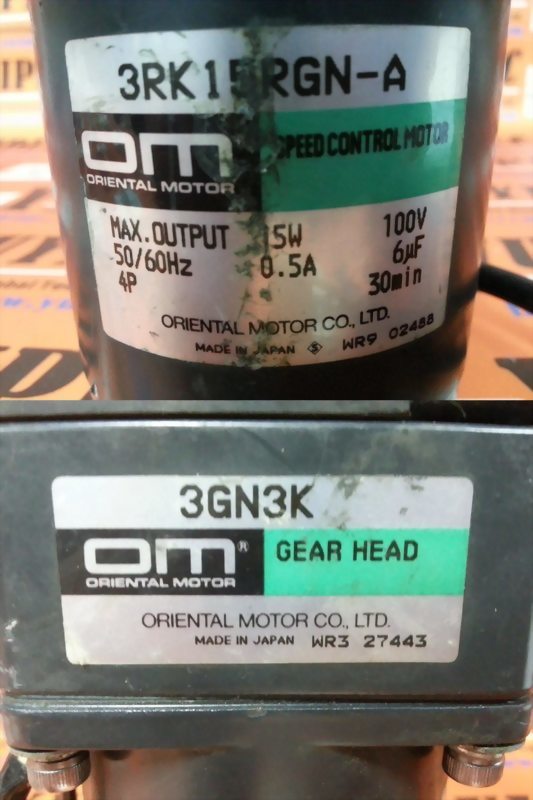 3RK15RGN-A
OM
ORIENTAL MOTOR
SPEED CONTROL MOTOR
MAX.OUTPUT 15W 100V
50/60Hz 0.5A 6µF
4P 30min
ORIENTAL MOTOR CO., LTD.
MADE IN JAPAN S WR9 02488
3GN3K
OM®
ORIENTAL MOTOR
GEAR HEAD
ORIENTAL MOTOR CO., LTD.
MADE IN JAPAN WR3 27443